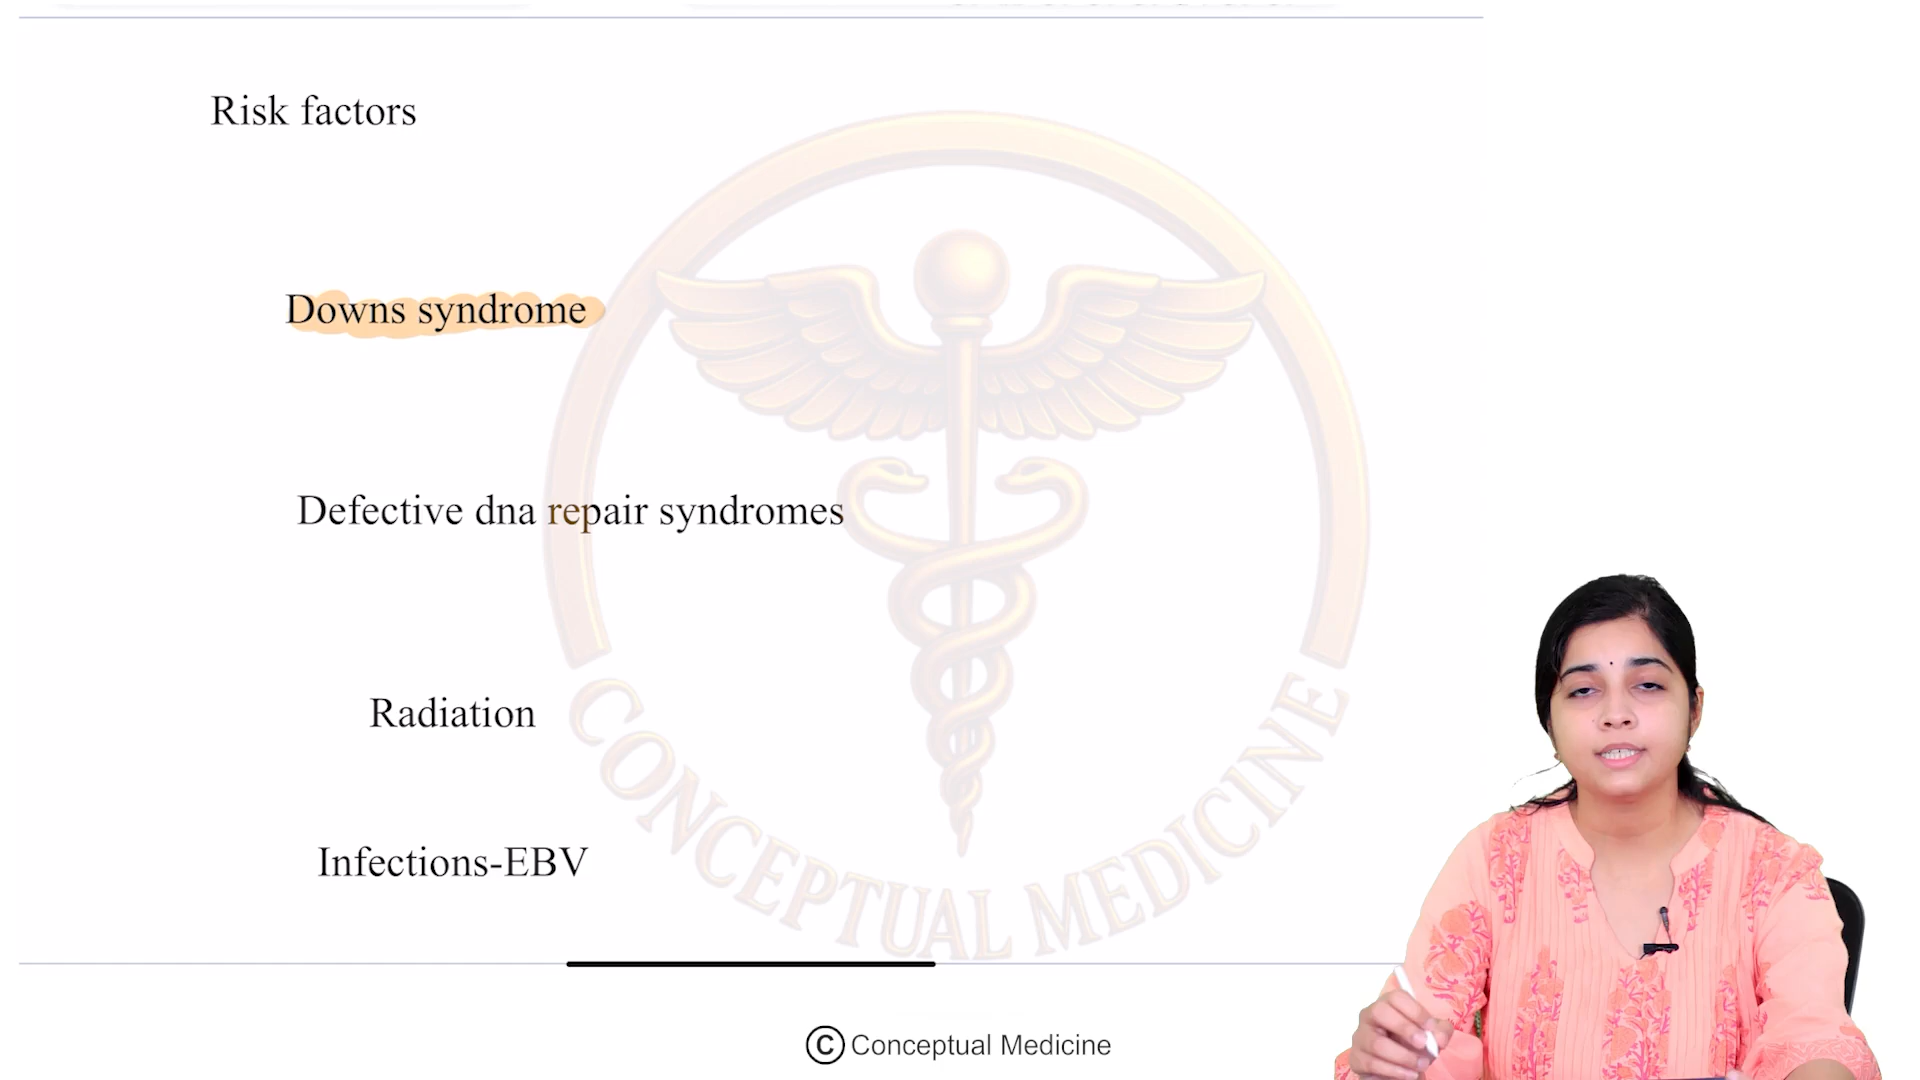 Risk factors
Downs syndrome
Defective dna repair syndromes
Radiation
Infections-EBV
CONCEPTUAL MEDICINE
© Conceptual Medicine